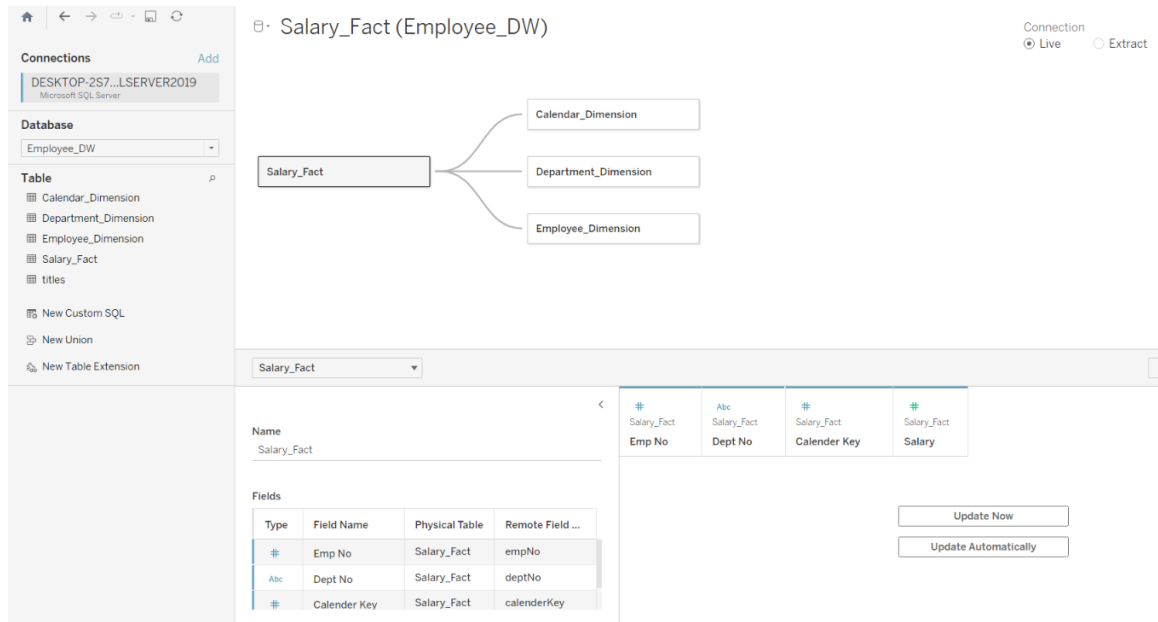 Salary_Fact (Employee_DW)
Connection
Live
Extract
Connections
Add
DESKTOP-2S7...LSERVER2019
Microsoft SQL Server
Database
Employee_DW
Table
Calendar_Dimension
Department_Dimension
Employee_Dimension
Salary_Fact
titles
New Custom SQL
New Union
New Table Extension
Salary_Fact
Calendar_Dimension
Department_Dimension
Employee_Dimension
Salary_Fact
Name
Salary_Fact
Fields
Type Field Name Physical Table Remote Field ...
# Emp No Salary_Fact empNo
Abc Dept No Salary_Fact deptNo
# Calender Key Salary_Fact calenderKey
# Abc # #
Salary_Fact Salary_Fact Salary_Fact Salary_Fact
Emp No Dept No Calender Key Salary
Update Now
Update Automatically